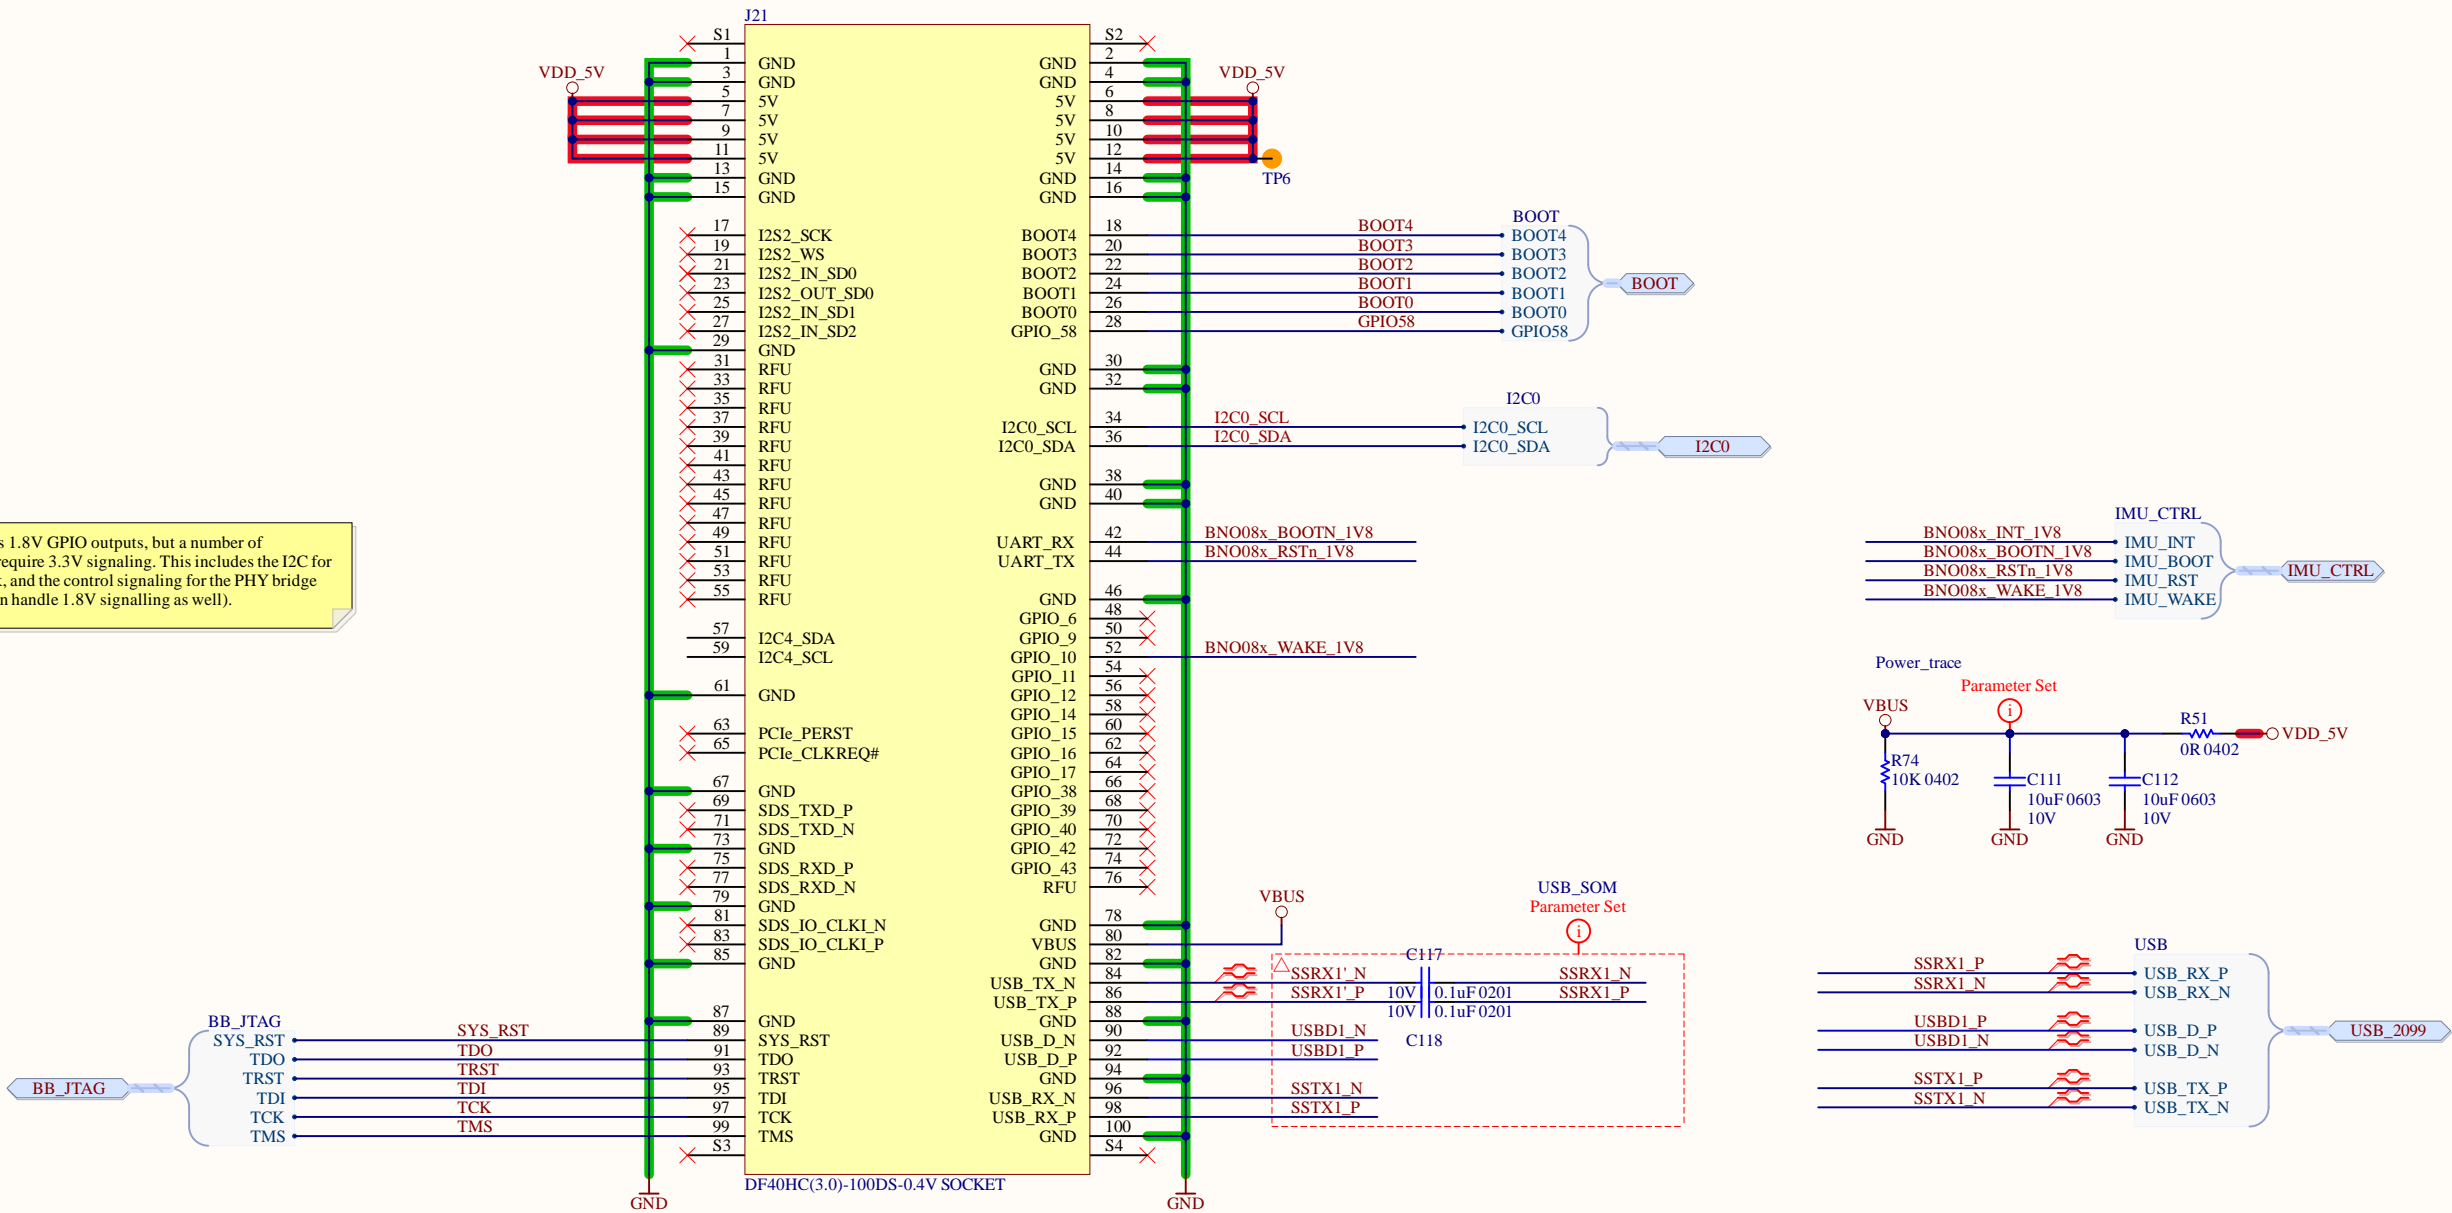 J21
S1
1 GND
3 GND
5 5V
7 5V
9 5V
11 5V
13 GND
15 GND
17 I2S2_SCK
19 I2S2_WS
21 I2S2_IN_SD0
23 I2S2_OUT_SD0
25 I2S2_IN_SD1
27 I2S2_IN_SD2
29 GND
31 RFU
33 RFU
35 RFU
37 RFU
39 RFU
41 RFU
43 RFU
45 RFU
47 RFU
49 RFU
51 RFU
53 RFU
55 RFU
57 I2C4_SDA
59 I2C4_SCL
61 GND
63 PCIe_PERST
65 PCIe_CLKREQ#
67 GND
69 SDS_TXD_P
71 SDS_TXD_N
73 GND
75 SDS_RXD_P
77 SDS_RXD_N
79 GND
81 SDS_IO_CLKI_N
83 SDS_IO_CLKI_P
85 GND
87 GND
89 SYS_RST
91 TDO
93 TRST
95 TDI
97 TCK
99 TMS
S3
S2
GND 2
GND 4
5V 6
5V 8
5V 10
5V 12
GND 14
GND 16
BOOT4 18
BOOT3 20
BOOT2 22
BOOT1 24
BOOT0 26
GPIO_58 28
GND 30
GND 32
I2C0_SCL 34
I2C0_SDA 36
GND 38
GND 40
UART_RX 42
UART_TX 44
GND 46
GPIO_6 48
GPIO_9 50
GPIO_10 52
GPIO_11 54
GPIO_12 56
GPIO_14 58
GPIO_15 60
GPIO_16 62
GPIO_17 64
GPIO_38 66
GPIO_39 68
GPIO_40 70
GPIO_42 72
GPIO_43 74
RFU 76
GND 78
VBUS 80
GND 82
USB_TX_N 84
USB_TX_P 86
GND 88
USB_D_N 90
USB_D_P 92
GND 94
USB_RX_N 96
USB_RX_P 98
GND 100
S4
DF40HC(3.0)-100DS-0.4V SOCKET
GND
GND
VDD_5V
VDD_5V
TP6
s 1.8V GPIO outputs, but a number of
require 3.3V signaling. This includes the I2C for
, and the control signaling for the PHY bridge
n handle 1.8V signalling as well).
BB_JTAG
BB_JTAG
SYS_RST SYS_RST
TDO TDO
TRST TRST
TDI TDI
TCK TCK
TMS TMS
BOOT
BOOT4 BOOT4
BOOT3 BOOT3
BOOT2 BOOT2
BOOT1 BOOT1
BOOT0 BOOT0
GPIO58 GPIO58
BOOT
I2C0
I2C0_SCL I2C0_SCL
I2C0_SDA I2C0_SDA
I2C0
BNO08x_BOOTN_1V8
BNO08x_RSTn_1V8
BNO08x_WAKE_1V8
IMU_CTRL
BNO08x_INT_1V8 IMU_INT
BNO08x_BOOTN_1V8 IMU_BOOT
BNO08x_RSTn_1V8 IMU_RST
BNO08x_WAKE_1V8 IMU_WAKE
IMU_CTRL
Power_trace
Parameter Set
i
VBUS
R51
0R 0402
VDD_5V
R74
10K 0402
C111
10uF 0603
10V
C112
10uF 0603
10V
GND
GND
GND
VBUS
USB_SOM
Parameter Set
i
C117
SSRX1'_N SSRX1_N
10V 0.1uF 0201
SSRX1'_P SSRX1_P
10V 0.1uF 0201
C118
USBD1_N
USBD1_P
SSTX1_N
SSTX1_P
USB
SSRX1_P USB_RX_P
SSRX1_N USB_RX_N
USBD1_P USB_D_P
USBD1_N USB_D_N
SSTX1_P USB_TX_P
SSTX1_N USB_TX_N
USB_2099